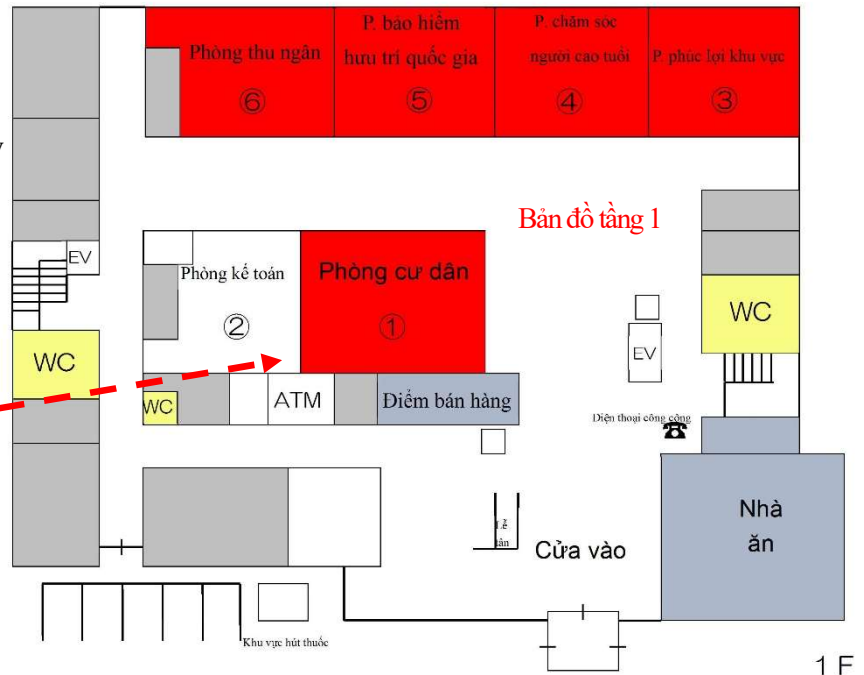 Phòng thu ngân
⑥
P. bảo hiểm
hưu trí quốc gia
⑤
P. chăm sóc
người cao tuổi
④
P. phúc lợi khu vực
③
Bản đồ tầng 1
EV
Phòng kế toán
②
Phòng cư dân
①
WC
EV
WC
WC
ATM
Điểm bán hàng
Điện thoại công cộng
Nhà
ăn
Lễ
tân
Cửa vào
Khu vực hút thuốc
1 F